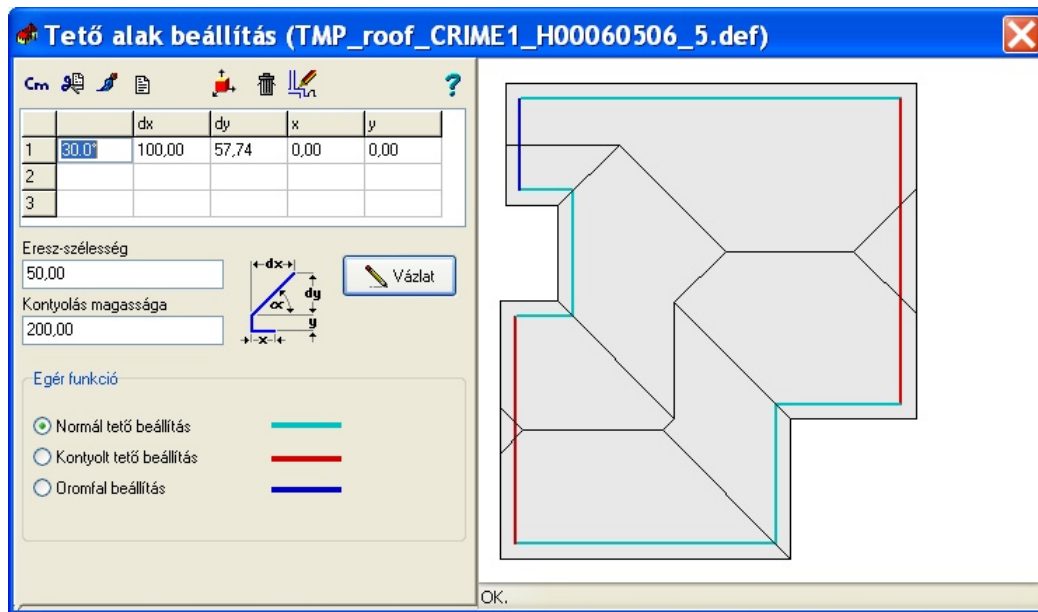 Tető alak beállítás (TMP_roof_CRIME1_H00060506_5.def)
Cm ?
dx dy x y
1 30.0° 100,00 57,74 0,00 0,00
2
3
Eresz-szélesség
50,00
Kontyolás magassága
200,00
dx
dy
α
y
x
Vázlat
Egér funkció
Normál tető beállítás
Kontyolt tető beállítás
Oromfal beállítás
OK.